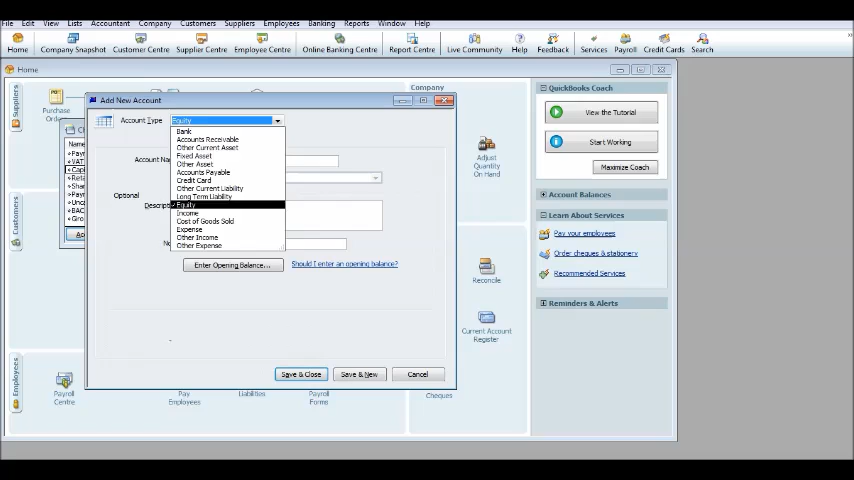 File Edit View Lists Accountant Company Customers Suppliers Employees Banking Reports Window Help
Home Company Snapshot Customer Centre Supplier Centre Employee Centre Online Banking Centre Report Centre Live Community Help Feedback Services Payroll Credit Cards Search
Home
Suppliers
Purchase
Company
Add New Account
Account Type Equity
Bank
Accounts Receivable
Other Current Asset
Fixed Asset
Other Asset
Accounts Payable
Credit Card
Other Current Liability
Long Term Liability
Equity
Income
Cost of Goods Sold
Expense
Other Income
Other Expense
Account
Optional
Enter Opening Balance...
Should I enter an opening balance?
Save & Close
Save & New
Cancel
Customers
Employees
Payroll
Centre
Pay
Employees
Liabilities
Payroll
Forms
Cheques
Adjust
Quantity
On Hand
Reconcile
Current Account
Register
QuickBooks Coach
View the Tutorial
Start Working
Maximize Coach
Account Balances
Learn About Services
Pay your employees
Order cheques & stationery
Recommended Services
Reminders & Alerts